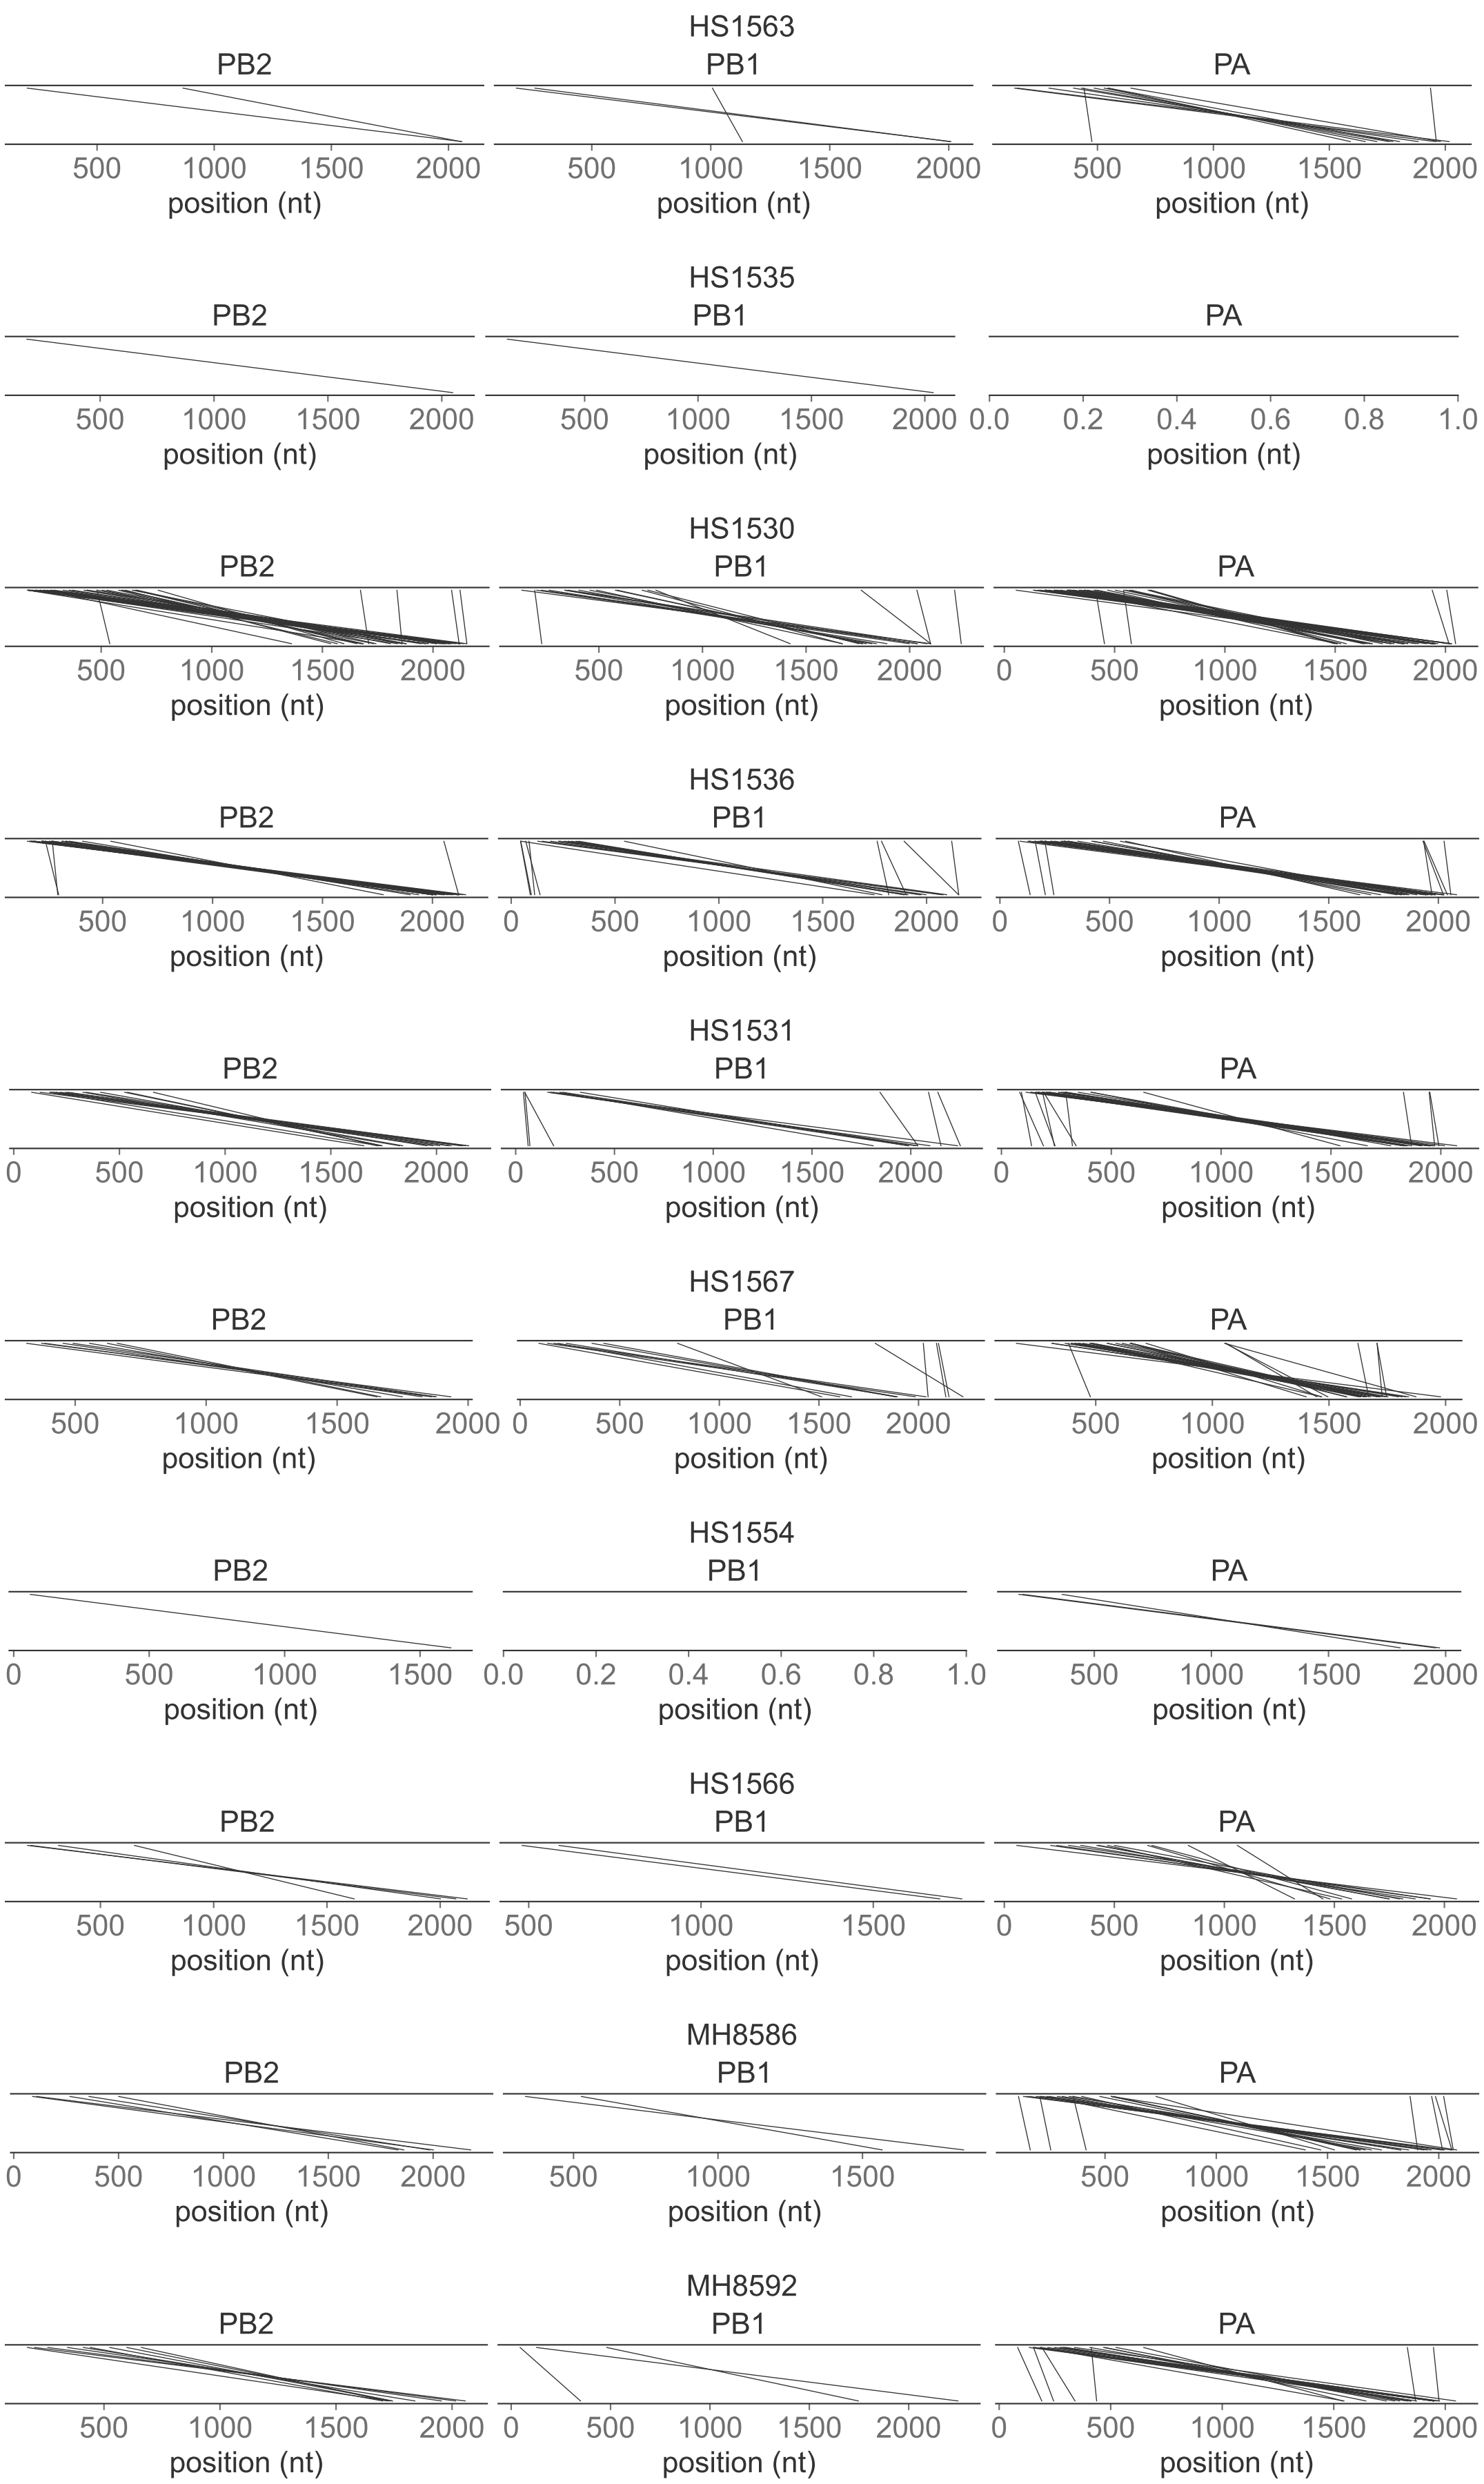 HS1563
PB2 PB1 PA
500 1000 1500 2000 500 1000 1500 2000 500 1000 1500 2000
position (nt) position (nt) position (nt)
HS1535
PB2 PB1 PA
500 1000 1500 2000 500 1000 1500 2000 0.0 0.2 0.4 0.6 0.8 1.0
position (nt) position (nt) position (nt)
HS1530
PB2 PB1 PA
500 1000 1500 2000 500 1000 1500 2000 0 500 1000 1500 2000
position (nt) position (nt) position (nt)
HS1536
PB2 PB1 PA
500 1000 1500 2000 0 500 1000 1500 2000 0 500 1000 1500 2000
position (nt) position (nt) position (nt)
HS1531
PB2 PB1 PA
0 500 1000 1500 2000 0 500 1000 1500 2000 0 500 1000 1500 2000
position (nt) position (nt) position (nt)
HS1567
PB2 PB1 PA
500 1000 1500 2000 0 500 1000 1500 2000 500 1000 1500 2000
position (nt) position (nt) position (nt)
HS1554
PB2 PB1 PA
0 500 1000 1500 0.0 0.2 0.4 0.6 0.8 1.0 500 1000 1500 2000
position (nt) position (nt) position (nt)
HS1566
PB2 PB1 PA
500 1000 1500 2000 500 1000 1500 0 500 1000 1500 2000
position (nt) position (nt) position (nt)
MH8586
PB2 PB1 PA
0 500 1000 1500 2000 500 1000 1500 500 1000 1500 2000
position (nt) position (nt) position (nt)
MH8592
PB2 PB1 PA
500 1000 1500 2000 0 500 1000 1500 2000 0 500 1000 1500 2000
position (nt) position (nt) position (nt)